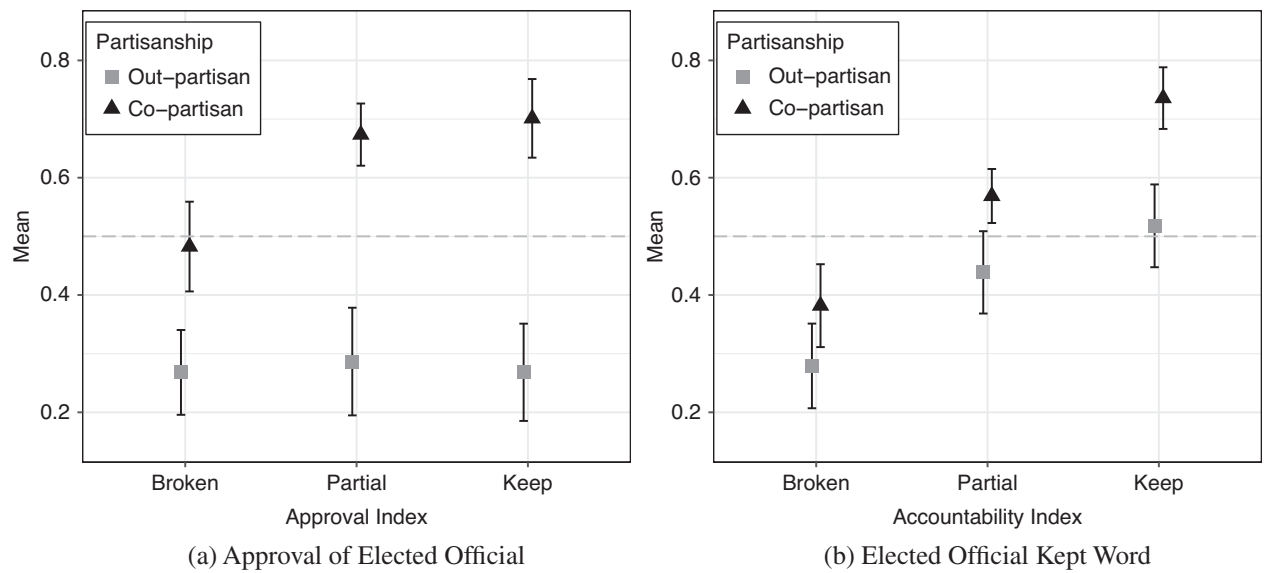 Partisanship
Out−partisan
Co−partisan
0.8
0.6
0.4
0.2
Mean
Broken
Partial
Keep
Approval Index
(a) Approval of Elected Official
Partisanship
Out−partisan
Co−partisan
0.8
0.6
0.4
0.2
Mean
Broken
Partial
Keep
Accountability Index
(b) Elected Official Kept Word